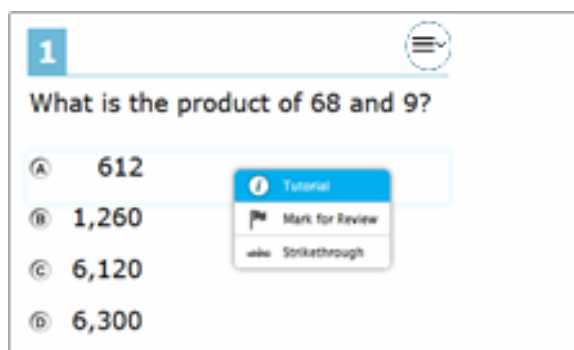 1
What is the product of 68 and 9?
A 612
Tutorial
B 1,260
Mark for Review
Strikethrough
C 6,120
D 6,300